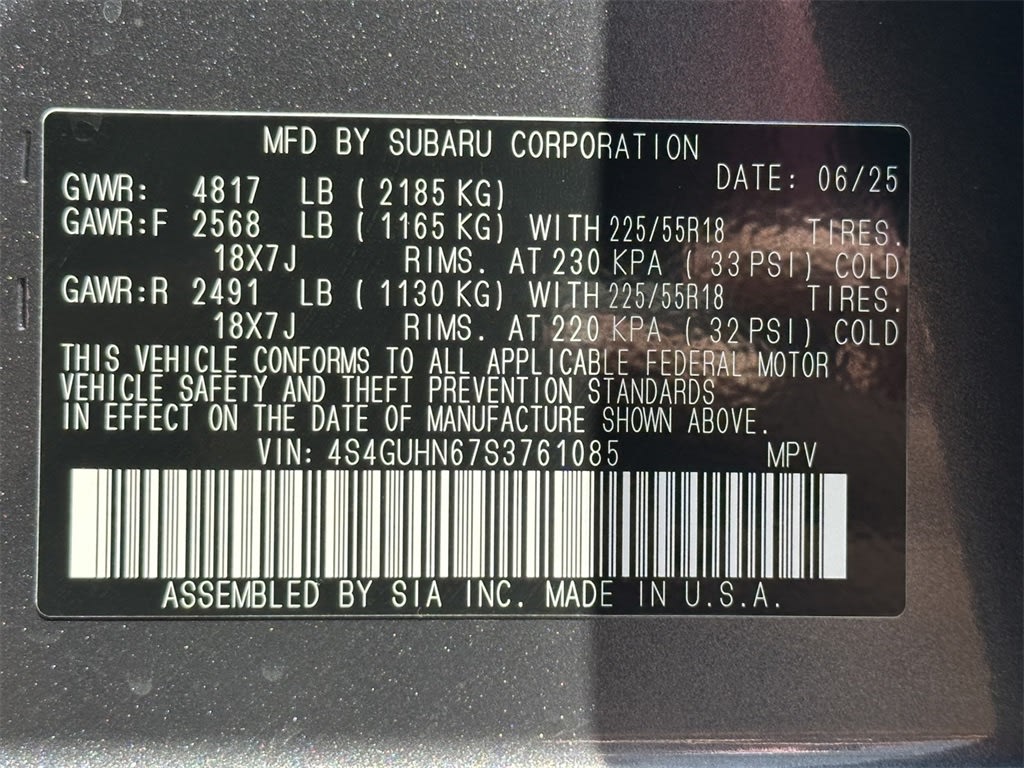 MFD BY SUBARU CORPORATION
DATE: 06/25
GVWR: 4817 LB ( 2185 KG)
GAWR:F 2568 LB ( 1165 KG) WITH 225/55R18 TIRES.
18X7J RIMS. AT 230 KPA ( 33 PSI) COLD
GAWR:R 2491 LB ( 1130 KG) WITH 225/55R18 TIRES.
18X7J RIMS. AT 220 KPA ( 32 PSI) COLD
THIS VEHICLE CONFORMS TO ALL APPLICABLE FEDERAL MOTOR
VEHICLE SAFETY AND THEFT PREVENTION STANDARDS
IN EFFECT ON THE DATE OF MANUFACTURE SHOWN ABOVE.
VIN: 4S4GUHN67S3761085 MPV
ASSEMBLED BY SIA INC. MADE IN U.S.A.